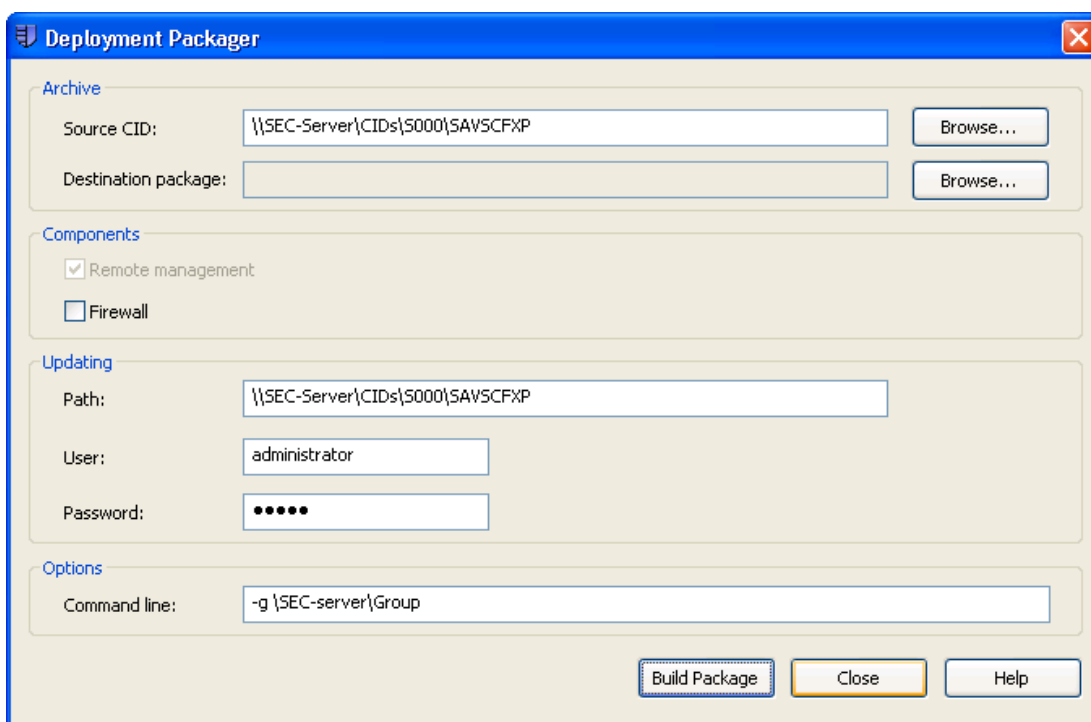 Deployment Packager
Archive
Source CID: \\SEC-Server\CIDs\S000\SAVSCFXP Browse...
Destination package: Browse...
Components
Remote management
Firewall
Updating
Path: \\SEC-Server\CIDs\S000\SAVSCFXP
User: administrator
Password: •••••
Options
Command line: -g \SEC-server\Group
Build Package Close Help